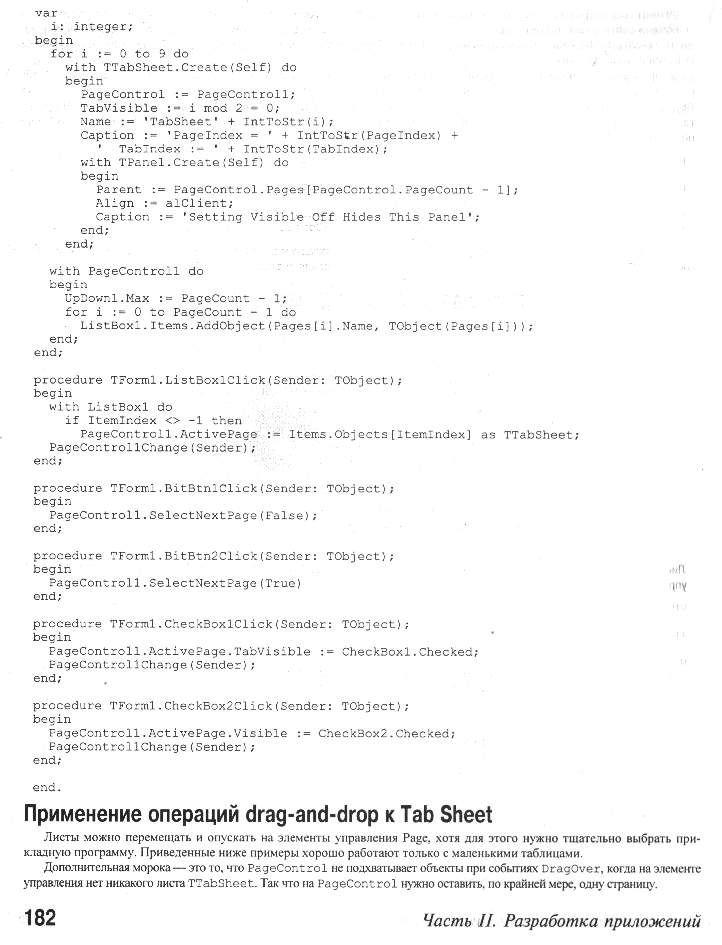 var
i: integer;
begin
for i := 0 to 9 do
with TTabSheet.Create(Self) do
begin
PageControl := PageControl1;
TabVisible := i mod 2 = 0;
Name := 'TabSheet' + IntToStr(i);
Caption := 'PageIndex = ' + IntToStr(PageIndex) +
'  TabIndex := ' + IntToStr(TabIndex);
with TPanel.Create(Self) do
begin
Parent := PageControl.Pages[PageControl.PageCount - 1];
Align := alClient;
Caption := 'Setting Visible Off Hides This Panel';
end;
end;
with PageControl1 do
begin
UpDown1.Max := PageCount - 1;
for i := 0 to PageCount - 1 do
ListBox1.Items.AddObject(Pages[i].Name, TObject(Pages[i]));
end;
end;
procedure TForm1.ListBox1Click(Sender: TObject);
begin
with ListBox1 do
if ItemIndex <> -1 then
PageControl1.ActivePage := Items.Objects[ItemIndex] as TTabSheet;
PageControl1Change(Sender);
end;
procedure TForm1.BitBtn1Click(Sender: TObject);
begin
PageControl1.SelectNextPage(False);
end;
procedure TForm1.BitBtn2Click(Sender: TObject);
begin
PageControl1.SelectNextPage(True)
end;
procedure TForm1.CheckBox1Click(Sender: TObject);
begin
PageControl1.ActivePage.TabVisible := CheckBox1.Checked;
PageControl1Change(Sender);
end;
procedure TForm1.CheckBox2Click(Sender: TObject);
begin
PageControl1.ActivePage.Visible := CheckBox2.Checked;
PageControl1Change(Sender);
end;
end.
Применение операций drag-and-drop к Tab Sheet
Листы можно перемещать и опускать на элементы управления Page, хотя для этого нужно тщательно выбрать при-
кладную программу. Приведенные ниже примеры хорошо работают только с маленькими таблицами.
Дополнительная морока — это то, что PageControl не подхватывает объекты при событиях DragOver, когда на элементе
управления нет никакого листа TTabSheet. Так что на PageControl нужно оставить, по крайней мере, одну страницу.
182
Часть II. Разработка приложений